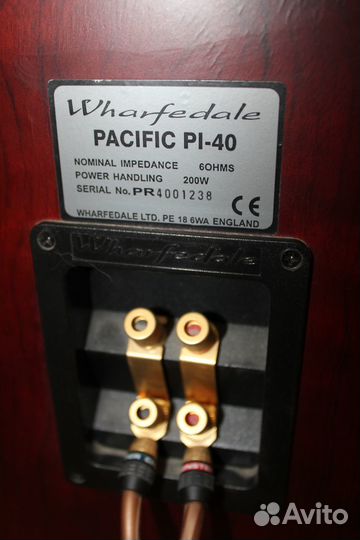 Wharfedale
PACIFIC PI-40
NOMINAL IMPEDANCE 6OHMS
POWER HANDLING 200W
SERIAL No. PR4001238 CE
WHARFEDALE LTD. PE 18 6WA ENGLAND
Wharfedale
Avito